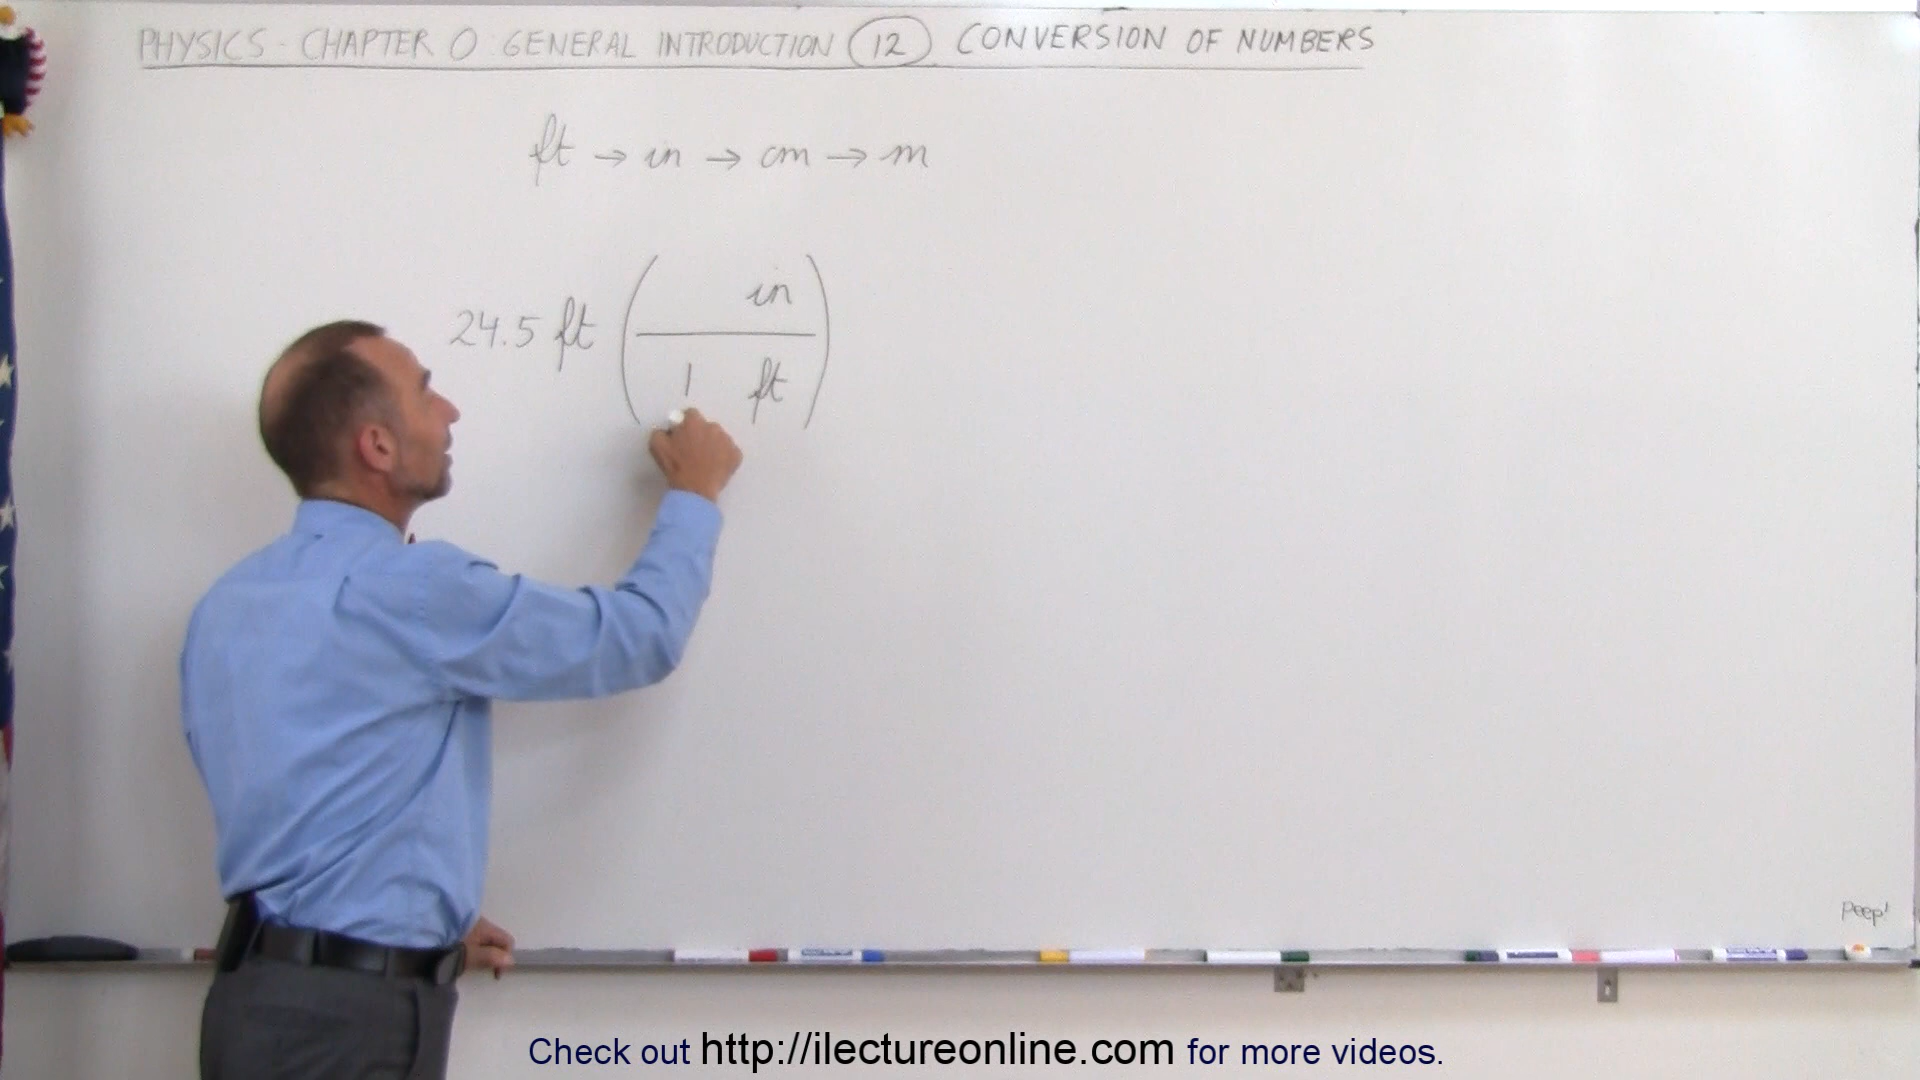 PHYSICS - CHAPTER 0: GENERAL INTRODUCTION 12 CONVERSION OF NUMBERS
ft → in → cm → m
in
24.5 ft
1 ft
Peep!
Check out http://ilectureonline.com for more videos.